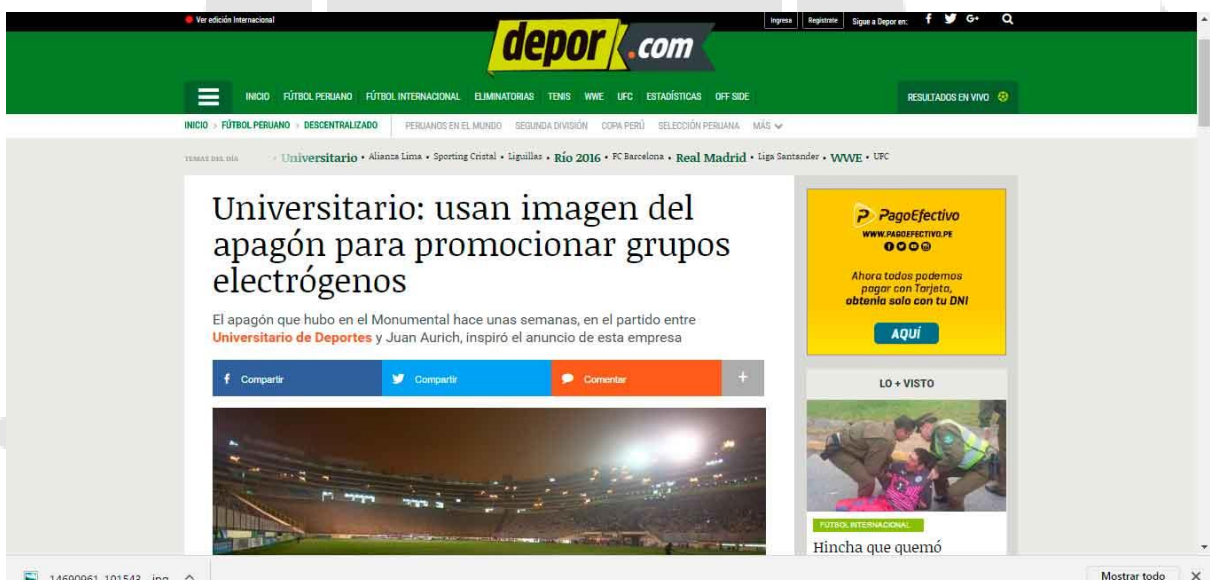 Ver edición Internacional
Ingresa Regístrate Sigue a Depor en: f G+
depor .com
INICIO FÚTBOL PERUANO FÚTBOL INTERNACIONAL ELIMINATORIAS TENIS WWE UFC ESTADÍSTICAS OFF SIDE RESULTADOS EN VIVO
INICIO > FÚTBOL PERUANO > DESCENTRALIZADO PERUANOS EN EL MUNDO SEGUNDA DIVISIÓN COPA PERÚ SELECCIÓN PERUANA MÁS
TEMAS DEL DÍA Universitario • Alianza Lima • Sporting Cristal • Liguillas • Río 2016 • FC Barcelona • Real Madrid • Liga Santander • WWE • UFC
Universitario: usan imagen del
apagón para promocionar grupos
electrógenos
El apagón que hubo en el Monumental hace unas semanas, en el partido entre
Universitario de Deportes y Juan Aurich, inspiró el anuncio de esta empresa
f Compartir Compartir Comentar +
PagoEfectivo
WWW.PAGOEFECTIVO.PE
Ahora todos podemos
pagar con Tarjeta,
obtenla solo con tu DNI
AQUÍ
LO + VISTO
FÚTBOL INTERNACIONAL
Hincha que quemó
14690961_101543....jpg
Mostrar todo X